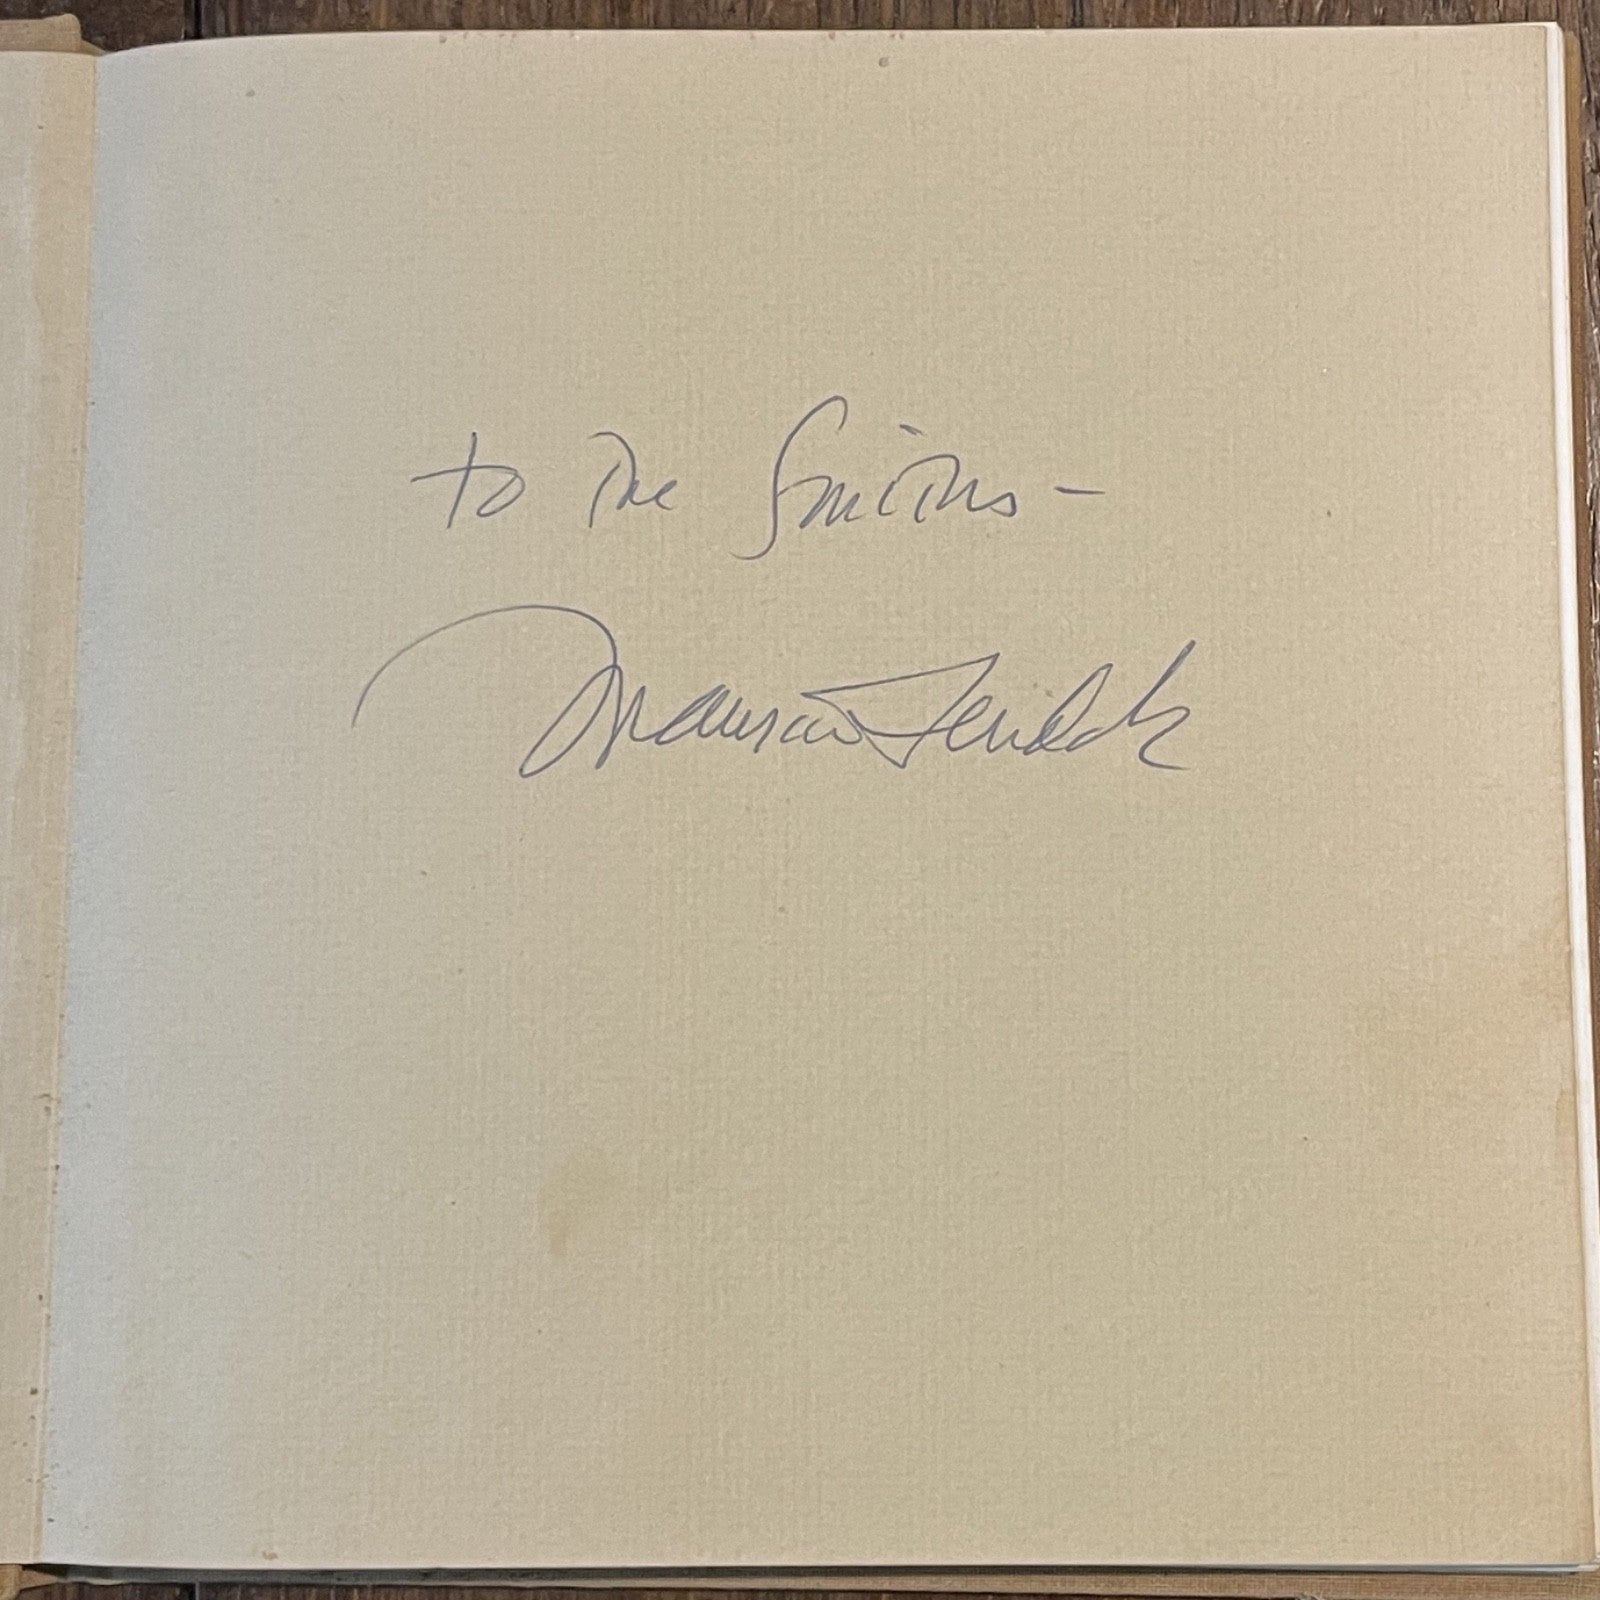 to the Smiths –
Maurice Sendak